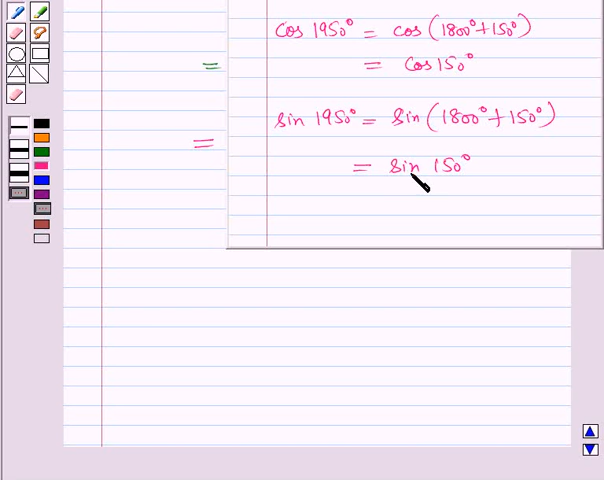 cos 1950° = cos (1800° + 150°)
= = cos 150°
sin 1950° = sin (1800° + 150°)
=
= sin 150°